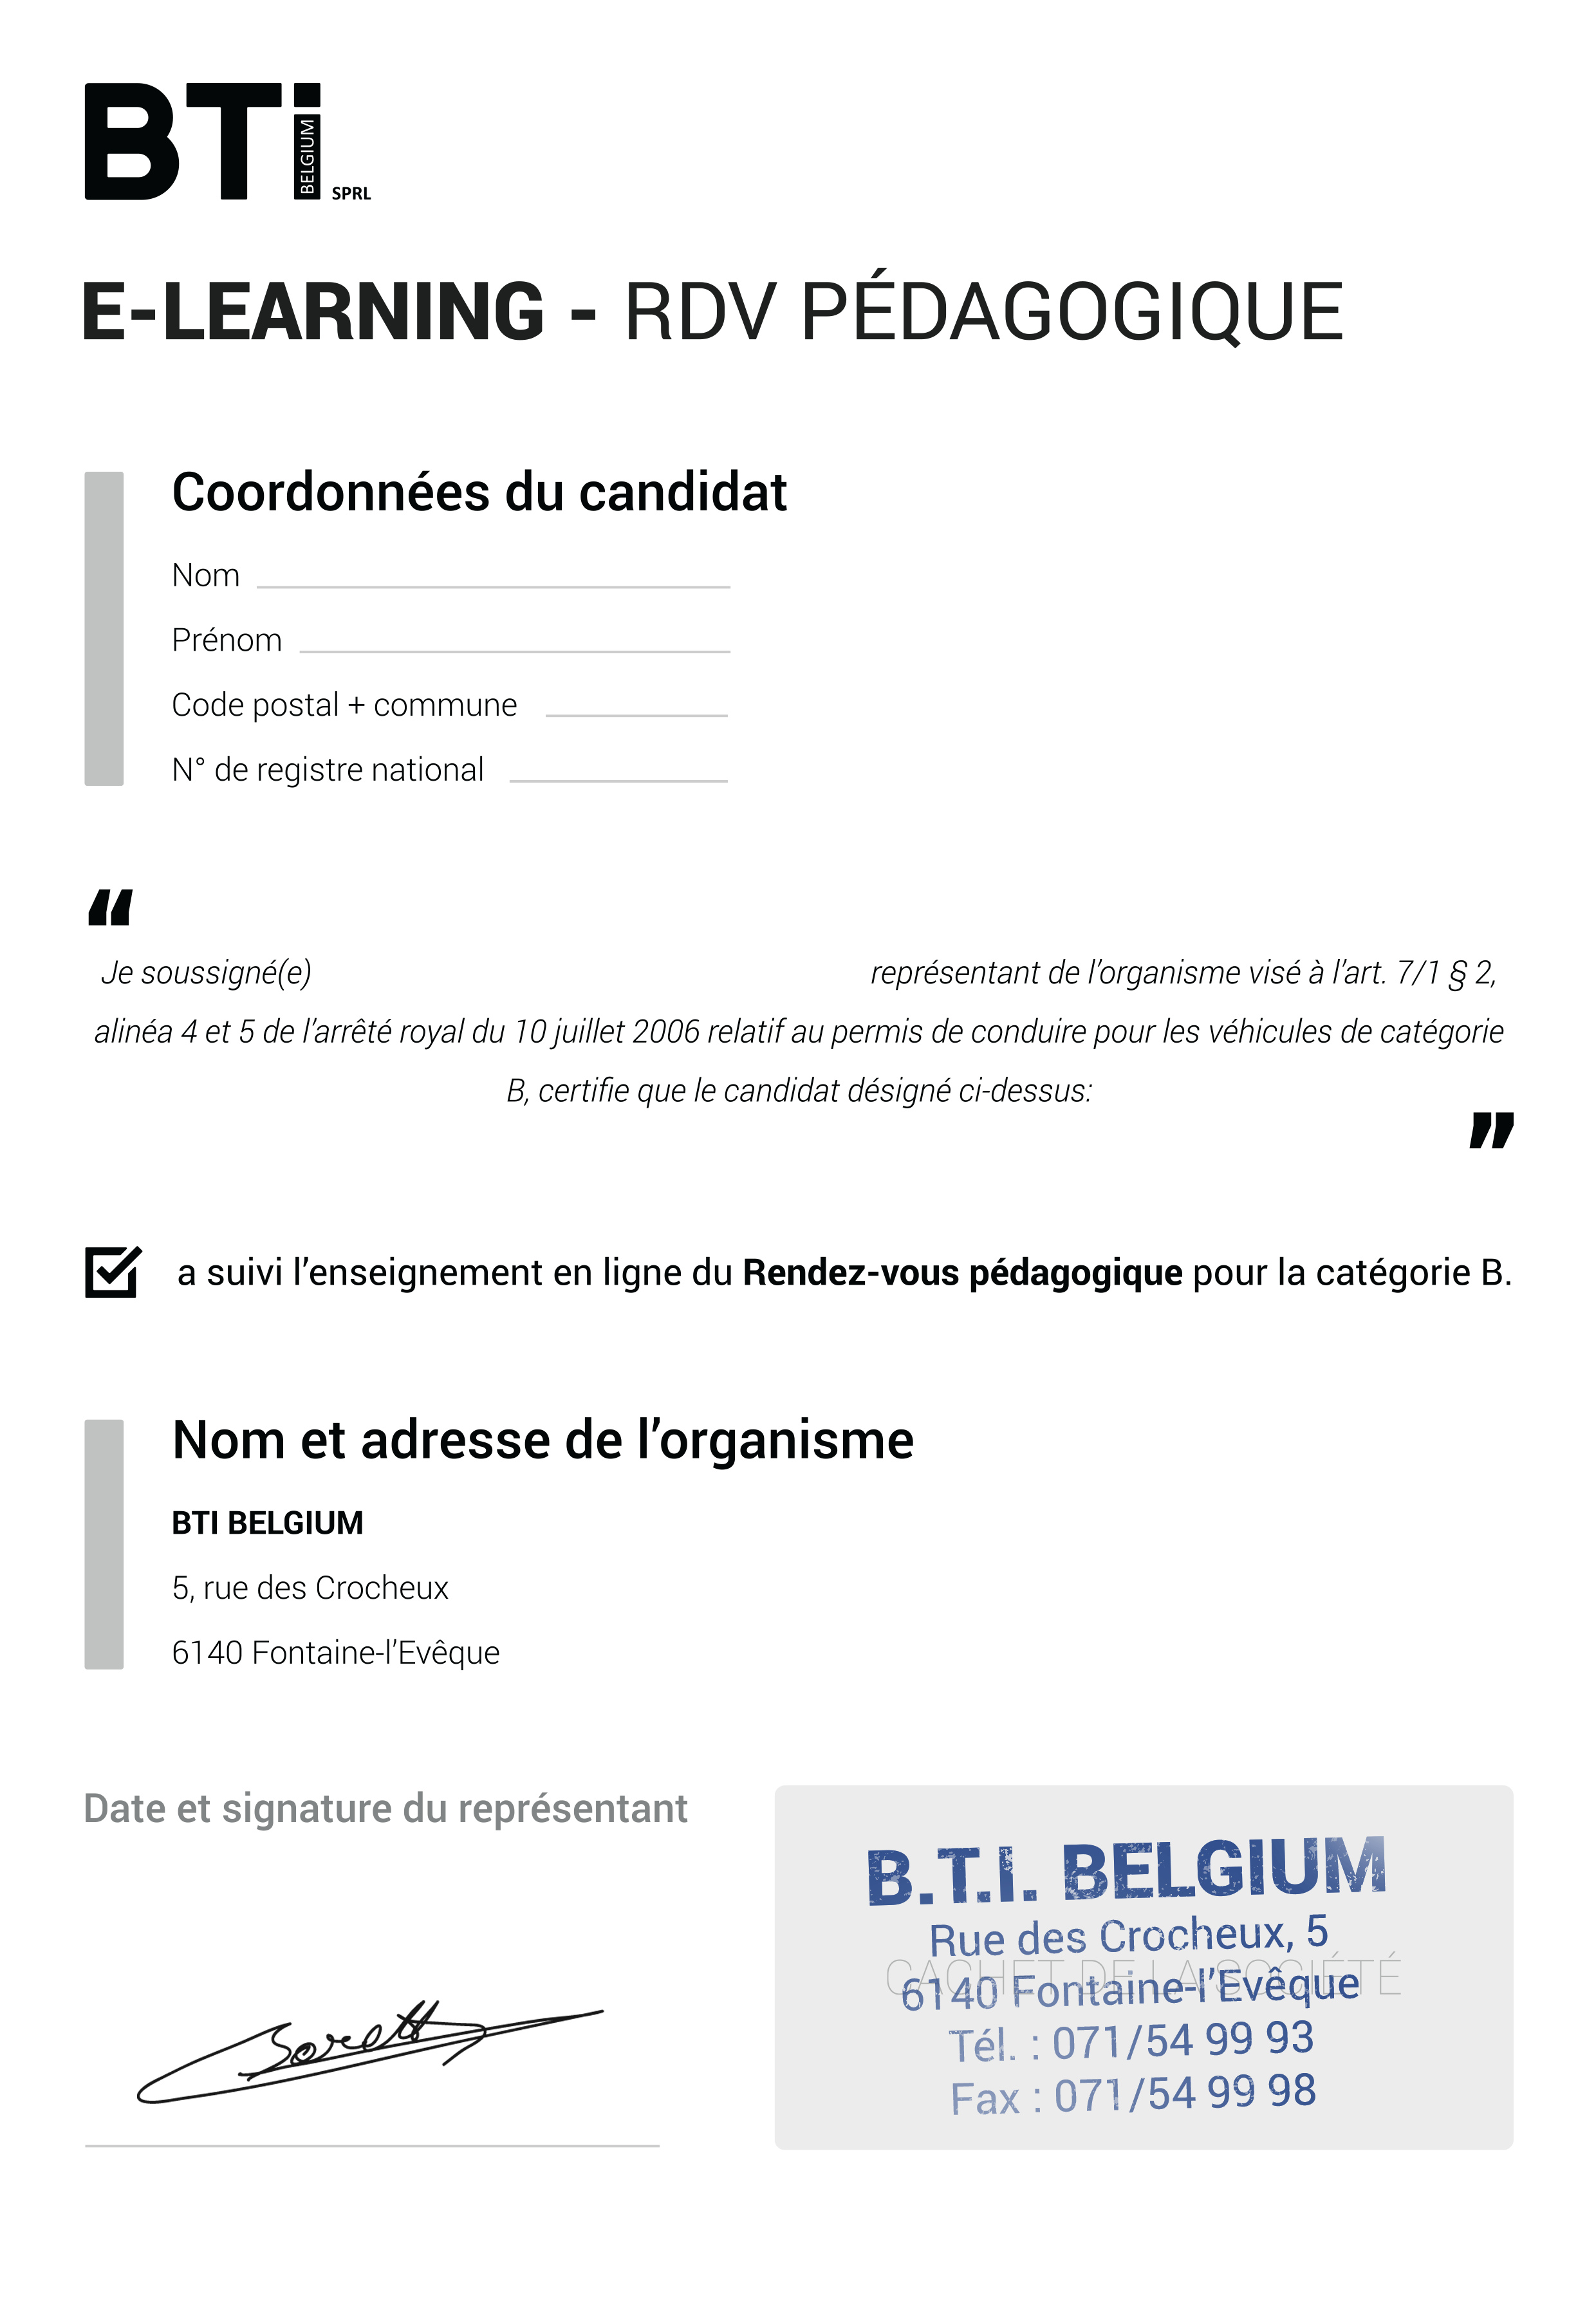 BTi BELGIUM SPRL
E-LEARNING - RDV PÉDAGOGIQUE
Coordonnées du candidat
Nom
Prénom
Code postal + commune
N° de registre national
“
Je soussigné(e) représentant de l’organisme visé à l’art. 7/1 § 2,
alinéa 4 et 5 de l’arrêté royal du 10 juillet 2006 relatif au permis de conduire pour les véhicules de catégorie
B, certifie que le candidat désigné ci-dessus:
”
a suivi l’enseignement en ligne du Rendez-vous pédagogique pour la catégorie B.
Nom et adresse de l’organisme
BTI BELGIUM
5, rue des Crocheux
6140 Fontaine-l’Evêque
Date et signature du représentant
B.T.I. BELGIUM
Rue des Crocheux, 5
CACHET DE LA SOCIÉTÉ
6140 Fontaine-l’Evêque
Tél. : 071/54 99 93
Fax : 071/54 99 98